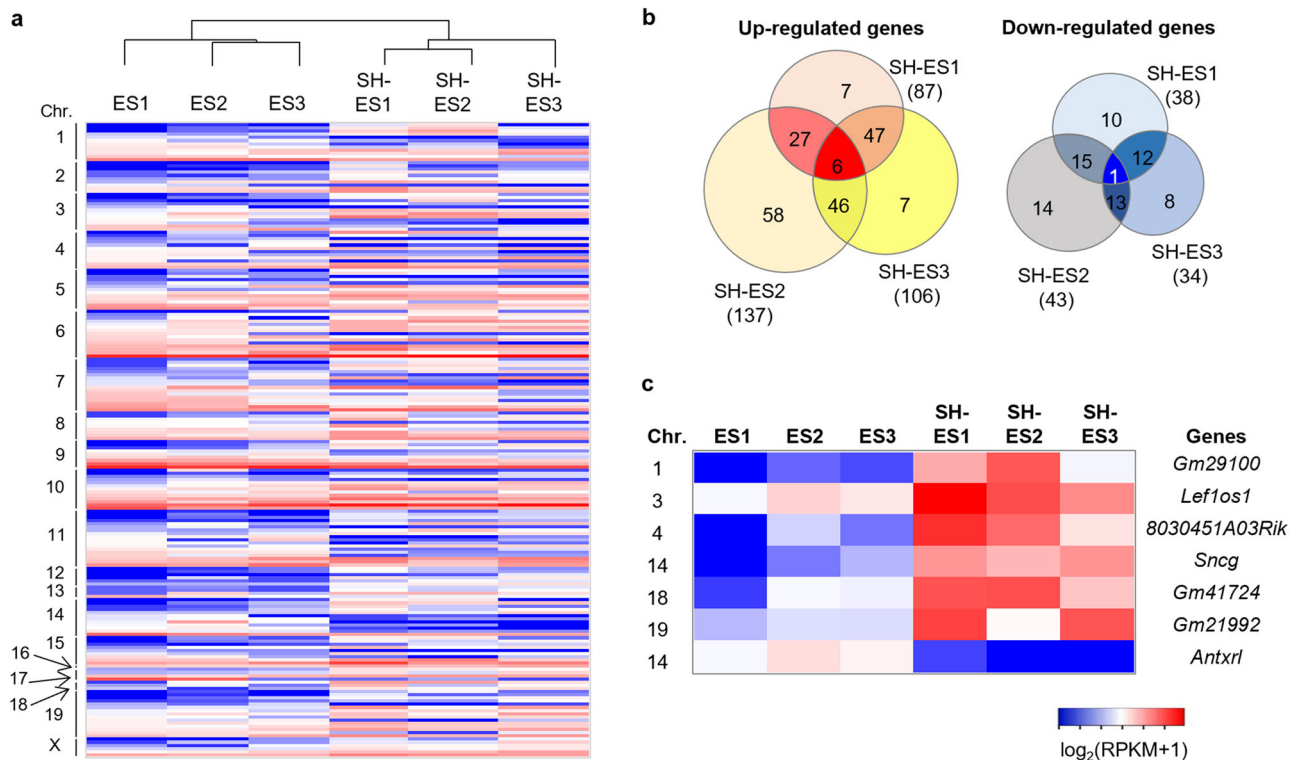 a
Chr.
ES1
ES2
ES3
SH-
ES1
SH-
ES2
SH-
ES3
1
2
3
4
5
6
7
8
9
10
11
12
13
14
15
16
17
18
19
X
b
Up-regulated genes
SH-ES1
(87)
7
27
47
6
58
46
7
SH-ES2
(137)
SH-ES3
(106)
Down-regulated genes
SH-ES1
(38)
10
15
12
1
14
13
8
SH-ES2
(43)
SH-ES3
(34)
c
Chr.
ES1
ES2
ES3
SH-
ES1
SH-
ES2
SH-
ES3
Genes
1 Gm29100
3 Lef1os1
4 8030451A03Rik
14 Sncg
18 Gm41724
19 Gm21992
14 Antxrl
log2(RPKM+1)